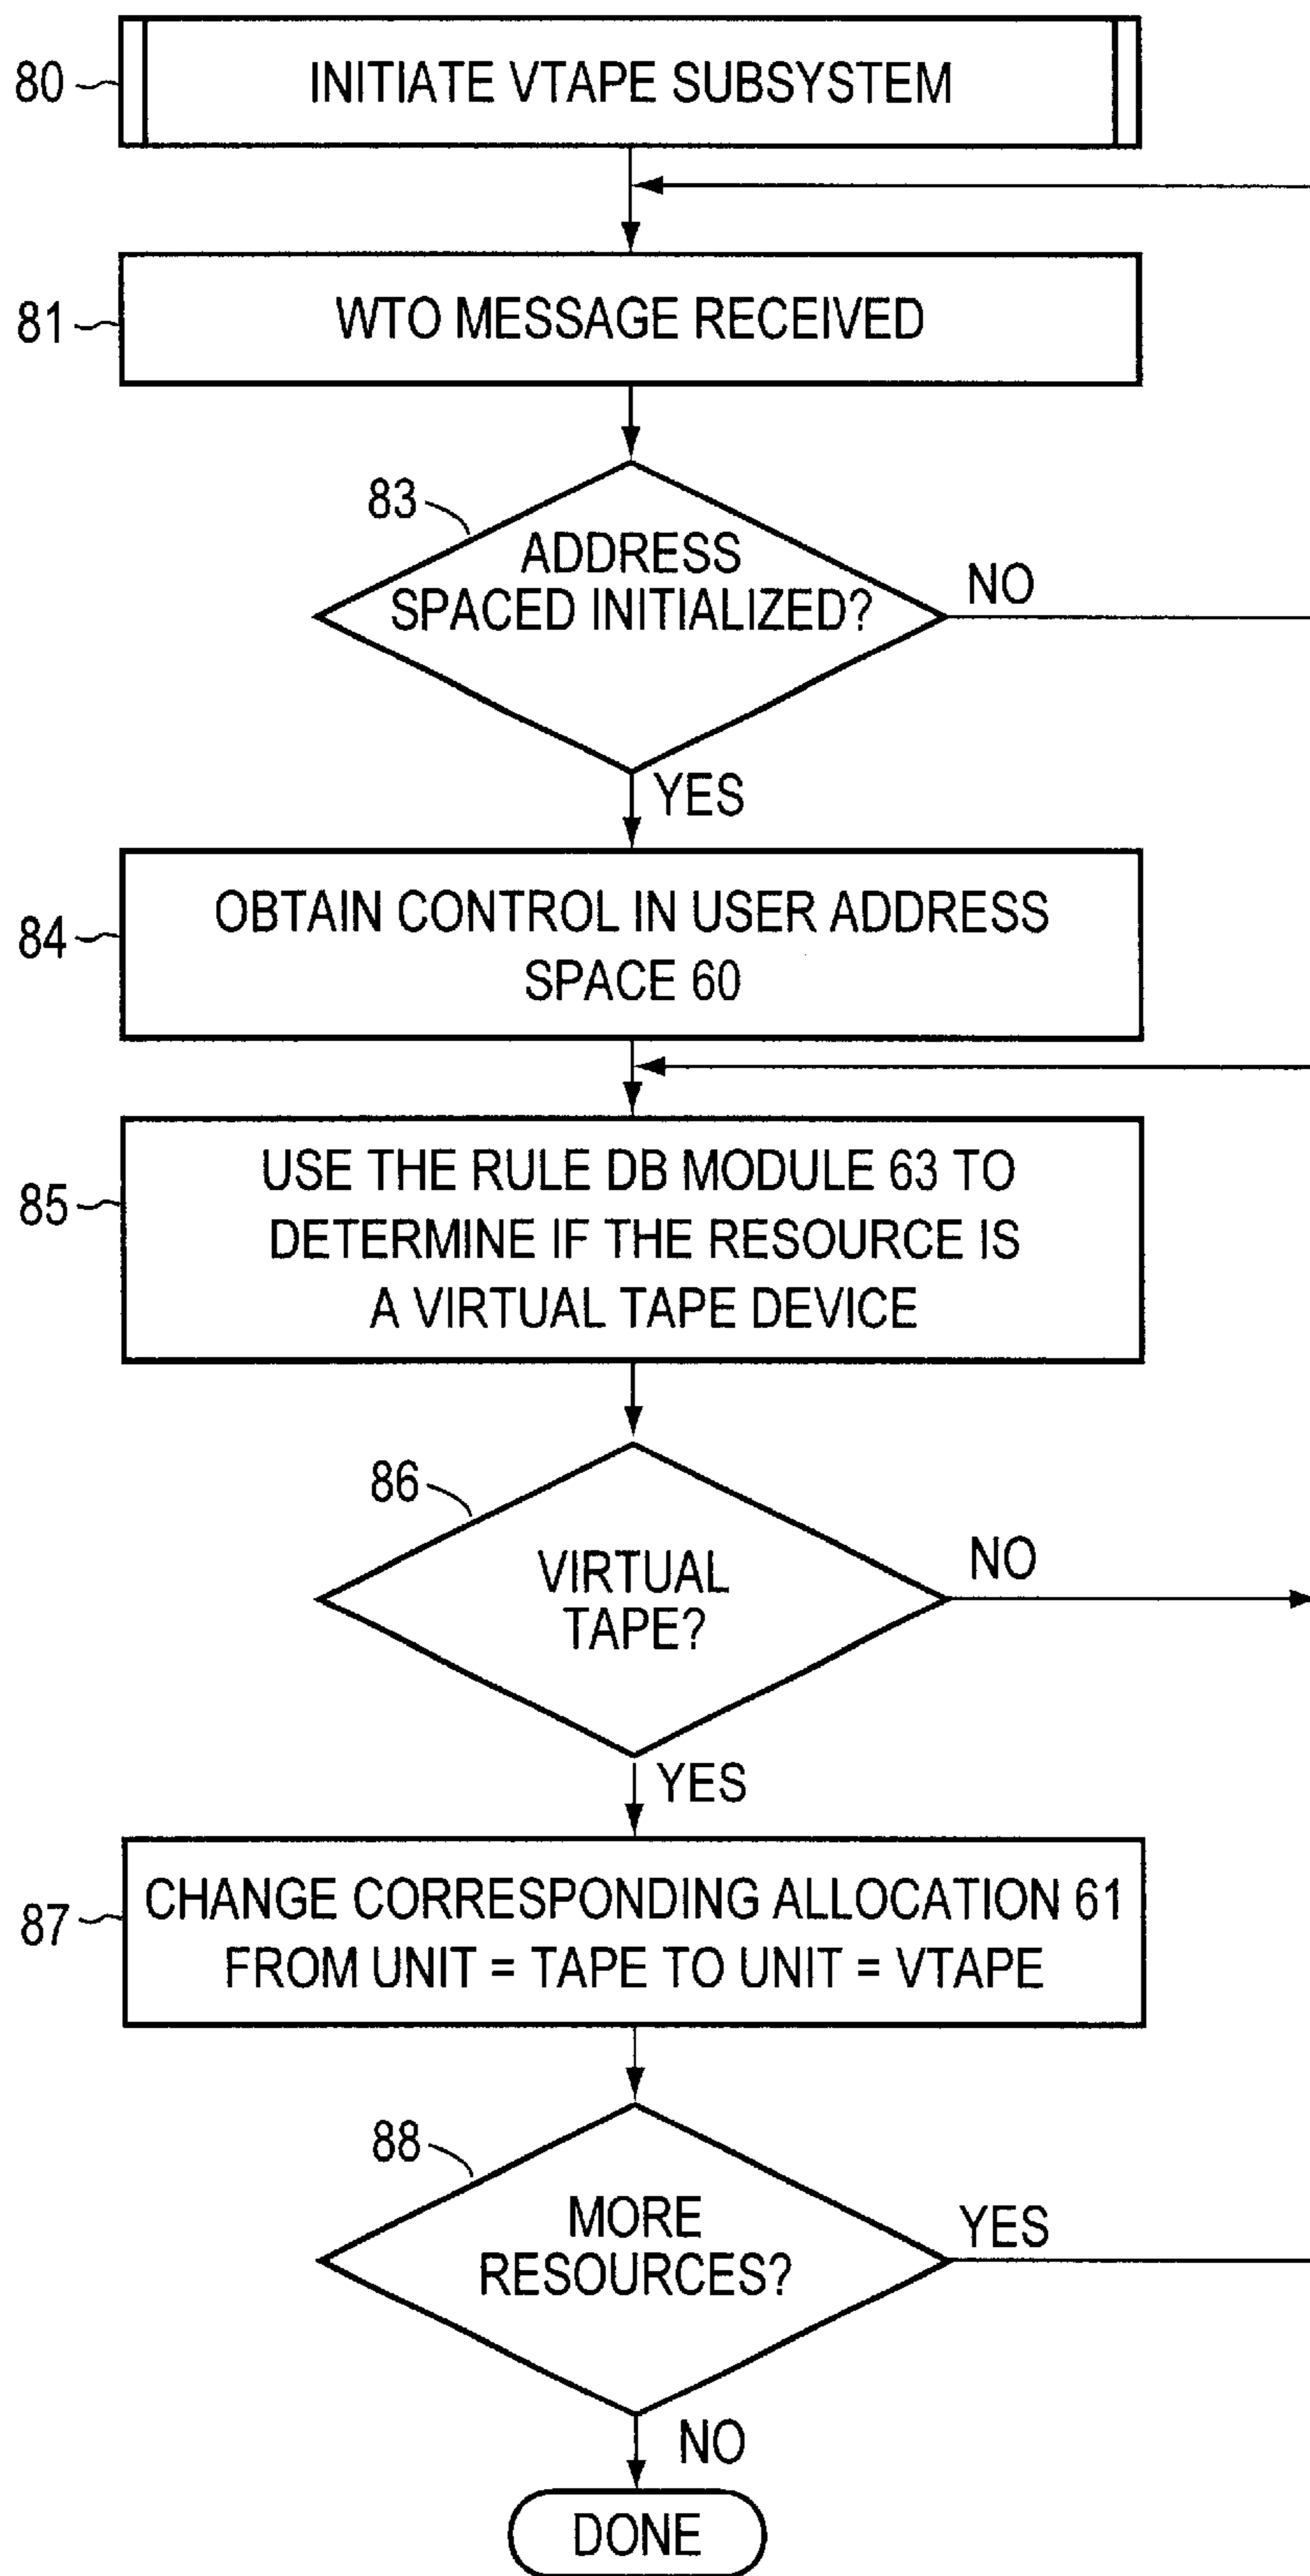 80
INITIATE VTAPE SUBSYSTEM
81
WTO MESSAGE RECEIVED
83
ADDRESS
SPACED INITIALIZED?
NO
YES
84
OBTAIN CONTROL IN USER ADDRESS
SPACE 60
85
USE THE RULE DB MODULE 63 TO
DETERMINE IF THE RESOURCE IS
A VIRTUAL TAPE DEVICE
86
VIRTUAL
TAPE?
NO
YES
87
CHANGE CORRESPONDING ALLOCATION 61
FROM UNIT = TAPE TO UNIT = VTAPE
88
MORE
RESOURCES?
YES
NO
DONE